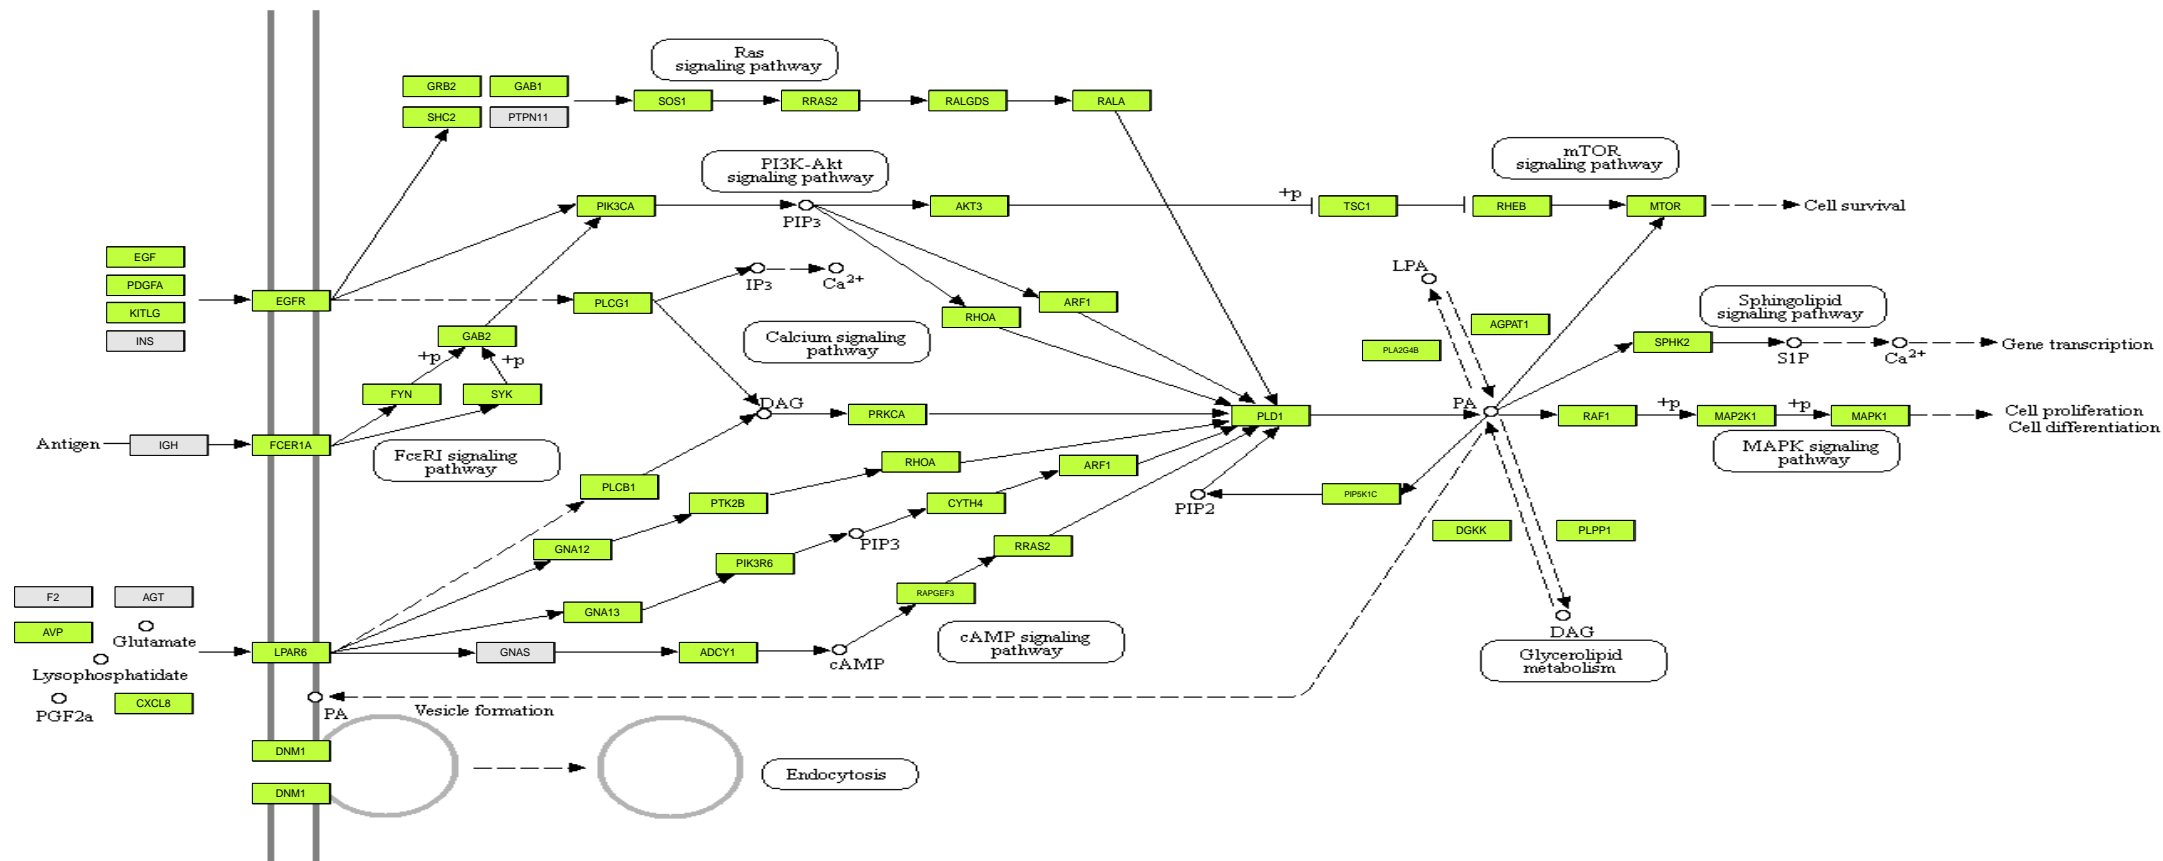 Ras
signaling pathway
GRB2
GAB1
SHC2
PTPN11
SOS1
RRAS2
RALGDS
RALA
PI3K-Akt
signaling pathway
mTOR
signaling pathway
PIK3CA
PIP3
AKT3
+p
TSC1
RHEB
MTOR
Cell survival
EGF
PDGFA
KITLG
INS
EGFR
PLCG1
IP3
Ca2+
RHOA
ARF1
LPA
AGPAT1
PLA2G4B
Sphingolipid
signaling pathway
SPHK2
S1P
Ca2+
Gene transcription
GAB2
+p
+p
Calcium signaling
pathway
FYN
SYK
DAG
PRKCA
PLD1
PA
RAF1
+p
MAP2K1
+p
MAPK1
Cell proliferation
Cell differentiation
Antigen
IGH
FCER1A
FcεRI signaling
pathway
MAPK signaling
pathway
PLCB1
PTK2B
RHOA
ARF1
CYTH4
PIP2
PIP5K1C
GNA12
PIK3R6
PIP3
RRAS2
DGKK
PLPP1
F2
AGT
AVP
Glutamate
GNA13
RAPGEF3
cAMP signaling
pathway
DAG
Glycerolipid
metabolism
LPAR6
GNAS
ADCY1
cAMP
Lysophosphatidate
PGF2a
CXCL8
PA
Vesicle formation
DNM1
DNM1
Endocytosis